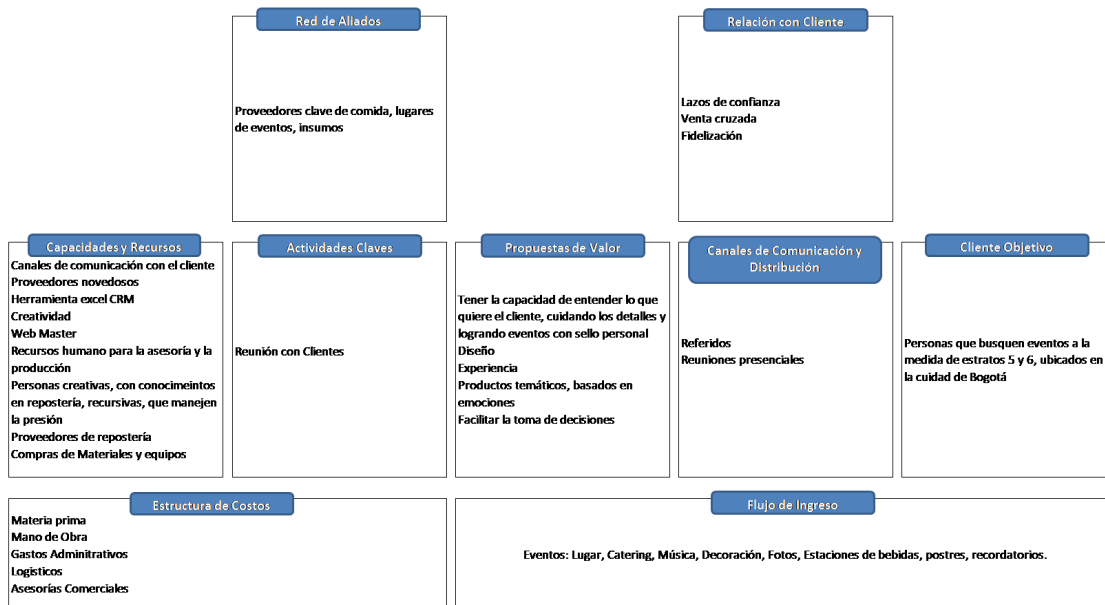 Red de Aliados
Proveedores clave de comida, lugares
de eventos, insumos
Relación con Cliente
Lazos de confianza
Venta cruzada
Fidelización
Capacidades y Recursos
Canales de comunicación con el cliente
Proveedores novedosos
Herramienta excel CRM
Creatividad
Web Master
Recursos humano para la asesoría y la
producción
Personas creativas, con conocimeintos
en repostería, recursivas, que manejen
la presión
Proveedores de repostería
Compras de Materiales y equipos
Actividades Claves
Reunión con Clientes
Propuestas de Valor
Tener la capacidad de entender lo que
quiere el cliente, cuidando los detalles y
logrando eventos con sello personal
Diseño
Experiencia
Productos temáticos, basados en
emociones
Facilitar la toma de decisiones
Canales de Comunicación y
Distribución
Referidos
Reuniones presenciales
Cliente Objetivo
Personas que busquen eventos a la
medida de estratos 5 y 6, ubicados en
la cuidad de Bogotá
Estructura de Costos
Materia prima
Mano de Obra
Gastos Adminitrativos
Logisticos
Asesorías Comerciales
Flujo de Ingreso
Eventos: Lugar, Catering, Música, Decoración, Fotos, Estaciones de bebidas, postres, recordatorios.